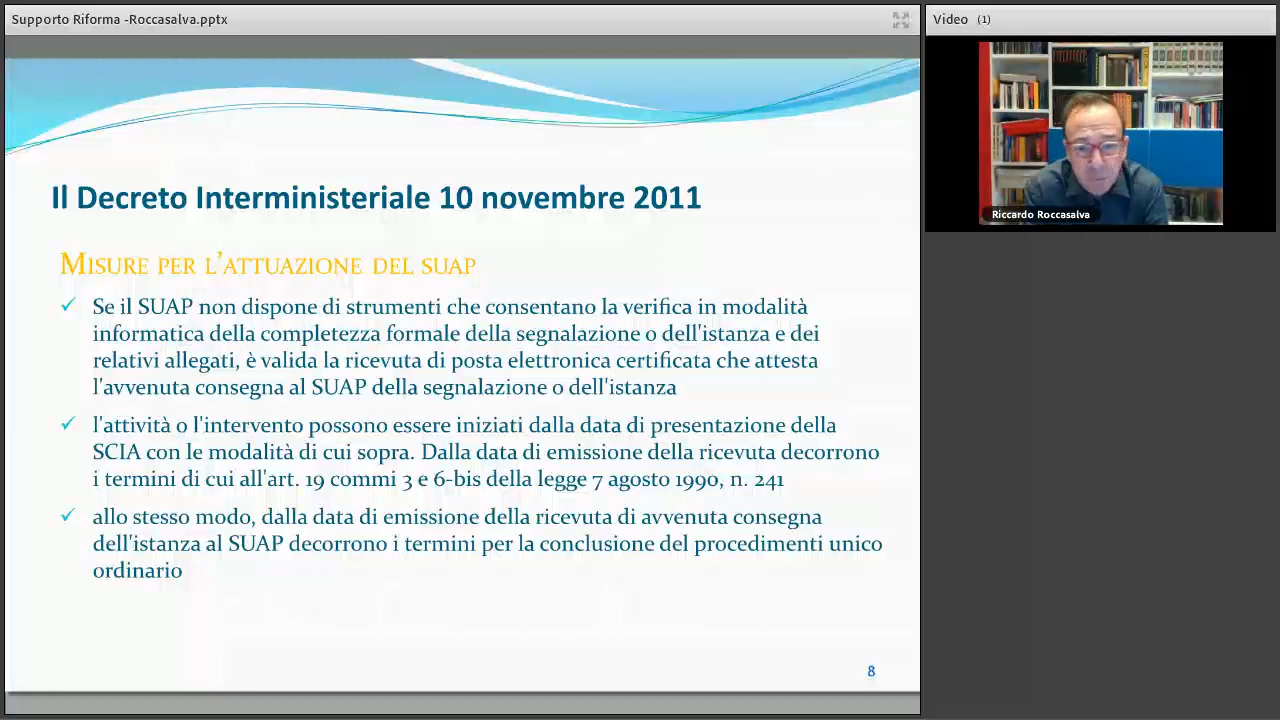 Supporto Riforma -Roccasalva.pptx
Video (1)
Riccardo Roccasalva
Il Decreto Interministeriale 10 novembre 2011
Misure per l'attuazione del suap
Se il SUAP non dispone di strumenti che consentano la verifica in modalità
informatica della completezza formale della segnalazione o dell'istanza e dei
relativi allegati, è valida la ricevuta di posta elettronica certificata che attesta
l'avvenuta consegna al SUAP della segnalazione o dell'istanza
l'attività o l'intervento possono essere iniziati dalla data di presentazione della
SCIA con le modalità di cui sopra. Dalla data di emissione della ricevuta decorrono
i termini di cui all'art. 19 commi 3 e 6-bis della legge 7 agosto 1990, n. 241
allo stesso modo, dalla data di emissione della ricevuta di avvenuta consegna
dell'istanza al SUAP decorrono i termini per la conclusione del procedimenti unico
ordinario
8